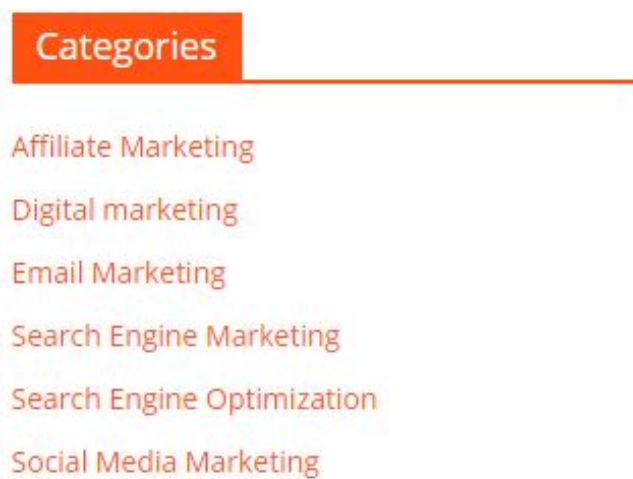 Categories
Affiliate Marketing
Digital marketing
Email Marketing
Search Engine Marketing
Search Engine Optimization
Social Media Marketing